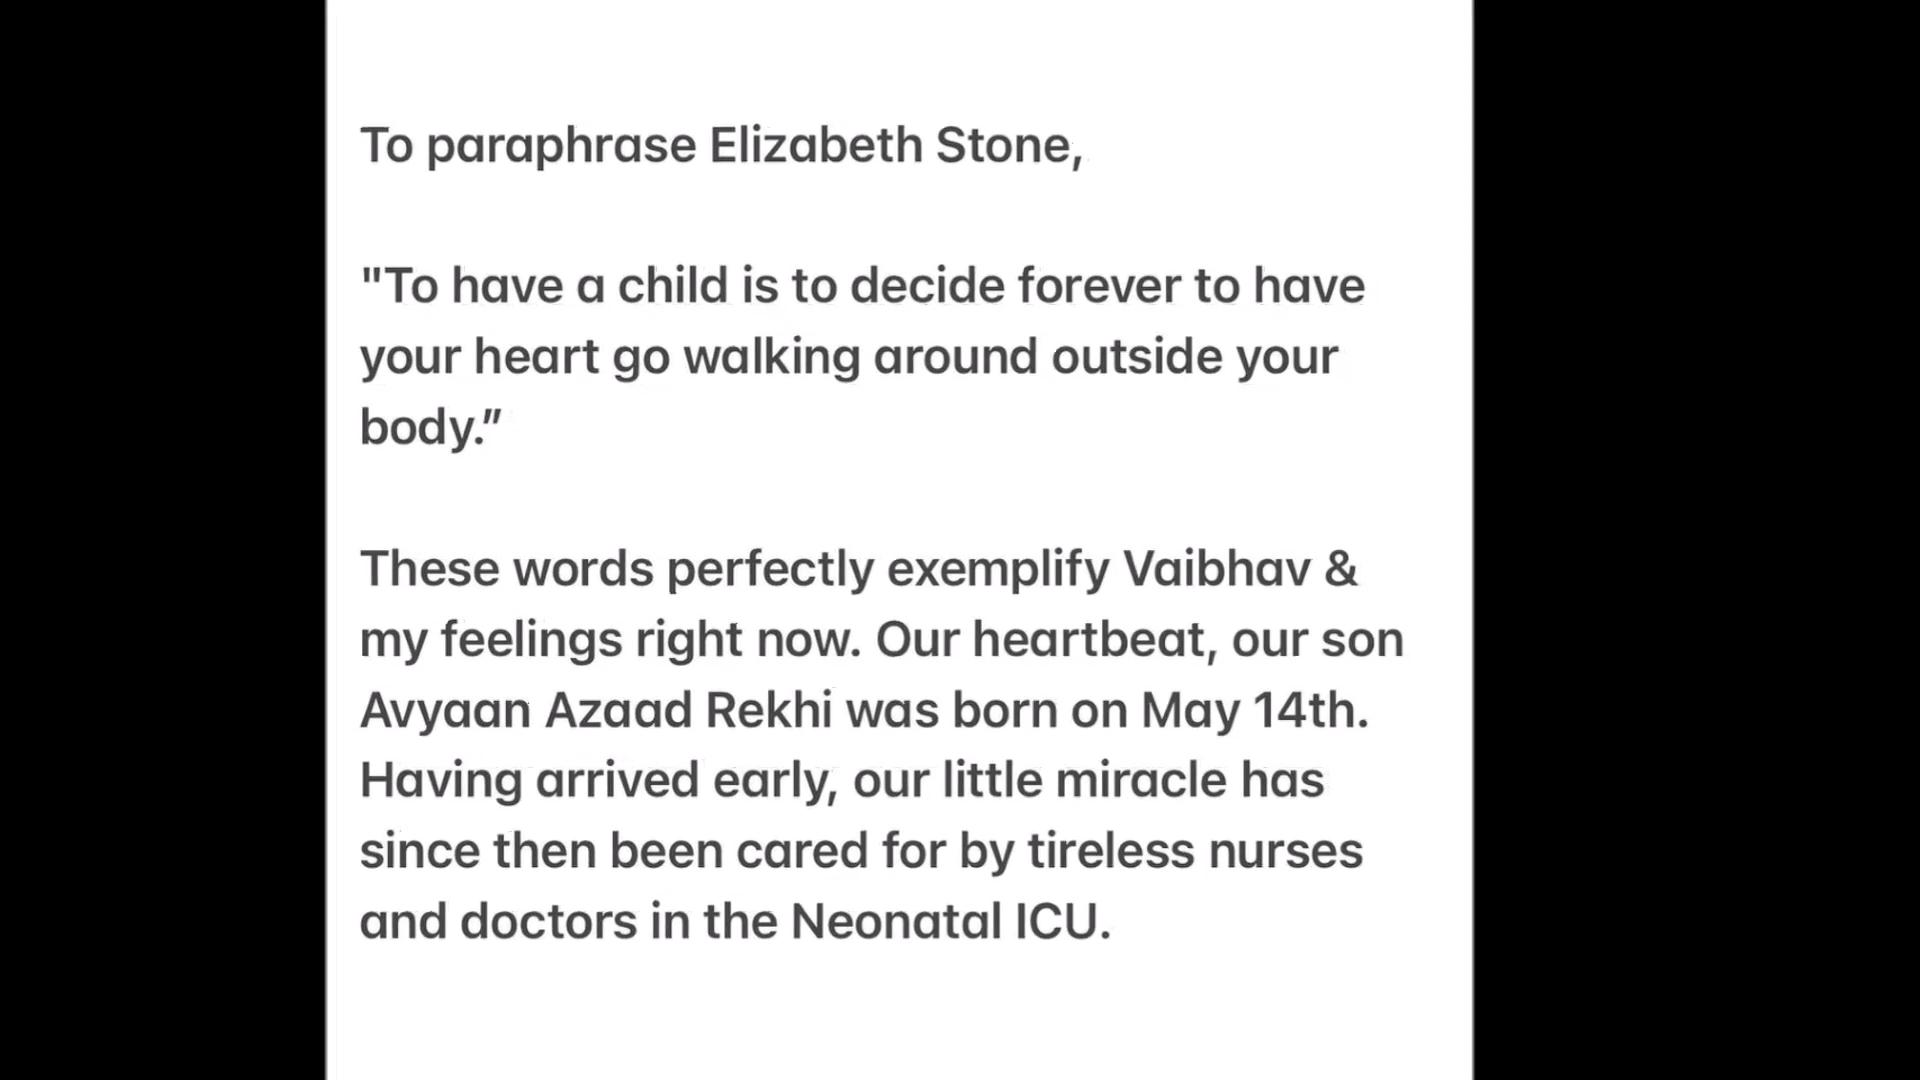 To paraphrase Elizabeth Stone,
"To have a child is to decide forever to have
your heart go walking around outside your
body.”
These words perfectly exemplify Vaibhav &
my feelings right now. Our heartbeat, our son
Avyaan Azaad Rekhi was born on May 14th.
Having arrived early, our little miracle has
since then been cared for by tireless nurses
and doctors in the Neonatal ICU.